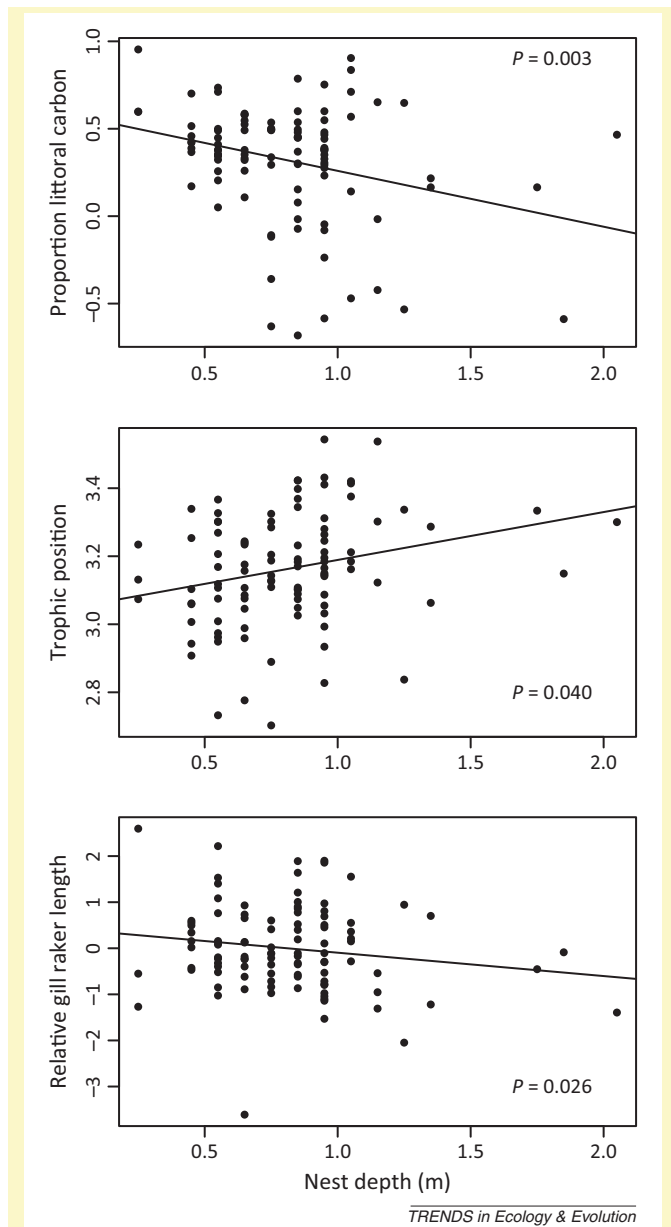 P = 0.003
Proportion littoral carbon
1.0
0.5
0.0
−0.5
0.5 1.0 1.5 2.0
Trophic position
3.4
3.2
3.0
2.8
P = 0.040
0.5 1.0 1.5 2.0
Relative gill raker length
2
1
0
−1
−2
−3
P = 0.026
0.5 1.0 1.5 2.0
Nest depth (m)
TRENDS in Ecology & Evolution